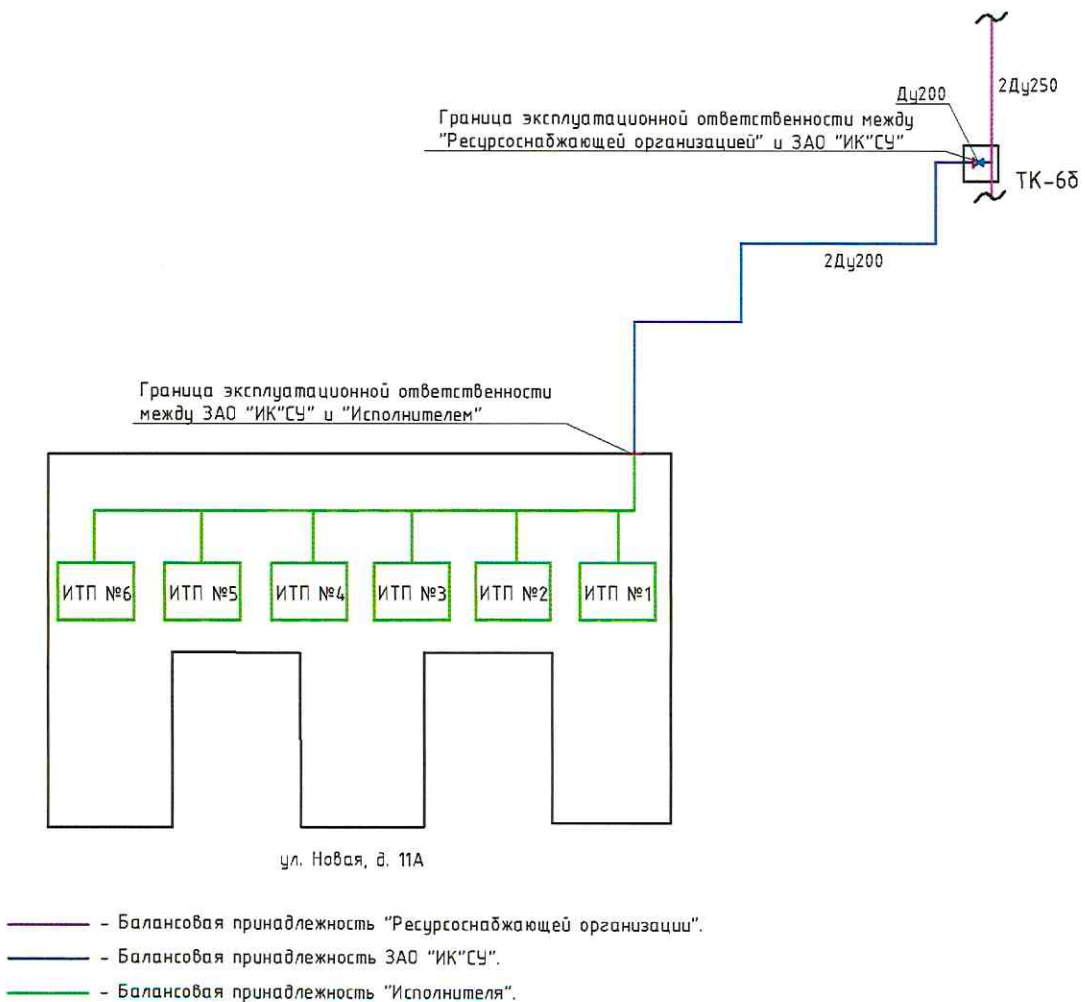 2Ду250
Ду200
Граница эксплуатационной ответственности между
"Ресурсоснабжающей организацией" и ЗАО "ИК"СУ"
ТК-6б
2Ду200
Граница эксплуатационной ответственности
между ЗАО "ИК"СУ" и "Исполнителем"
ИТП №6 ИТП №5 ИТП №4 ИТП №3 ИТП №2 ИТП №1
ул. Новая, д. 11А
- Балансовая принадлежность "Ресурсоснабжающей организации".
- Балансовая принадлежность ЗАО "ИК"СУ".
- Балансовая принадлежность "Исполнителя".